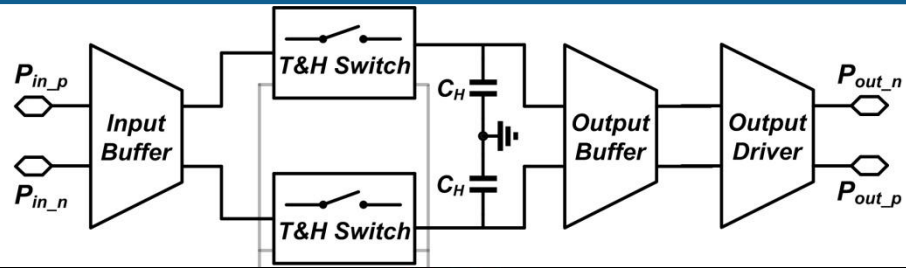 P_in_p
P_in_n
Input
Buffer
T&H Switch
T&H Switch
C_H
C_H
Output
Buffer
Output
Driver
P_out_n
P_out_p